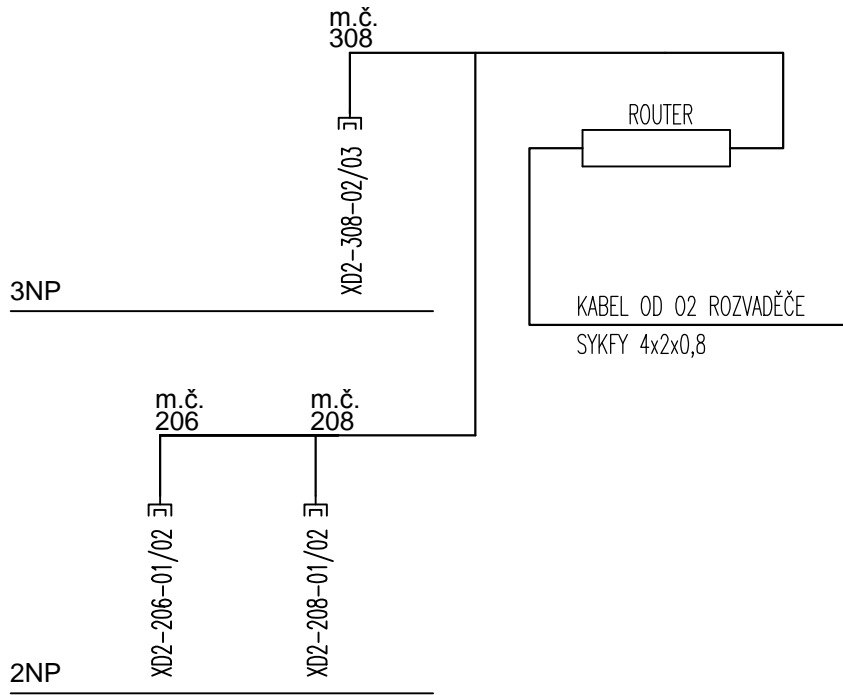 m.č.
308
ROUTER
XD2-308-02/03
3NP
KABEL OD O2 ROZVADĚČE
SYKFY 4x2x0,8
m.č.
206
m.č.
208
XD2-206-01/02
XD2-208-01/02
2NP